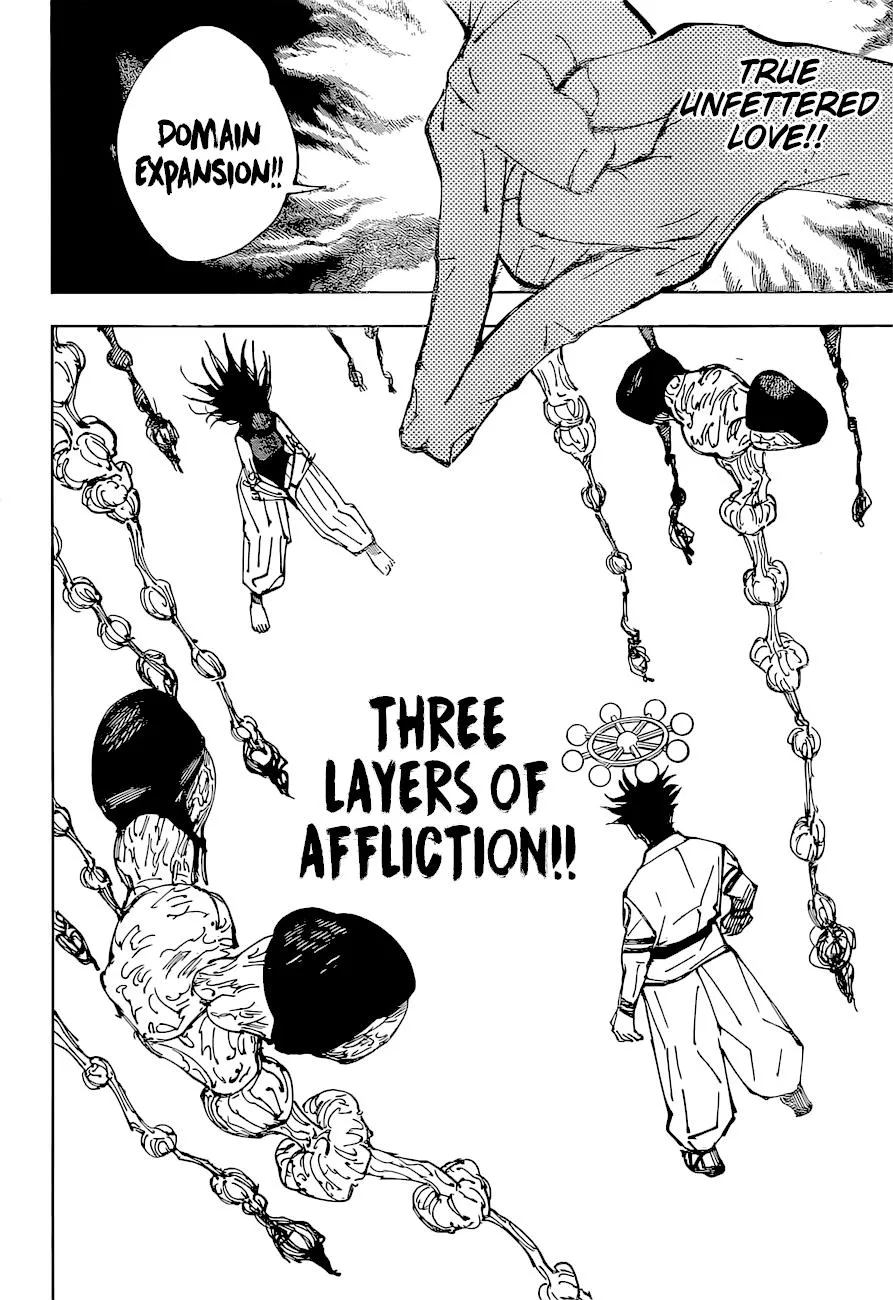 DOMAIN
EXPANSION!!
TRUE
UNFETTERED
LOVE!!
THREE
LAYERS OF
AFFLICTION!!